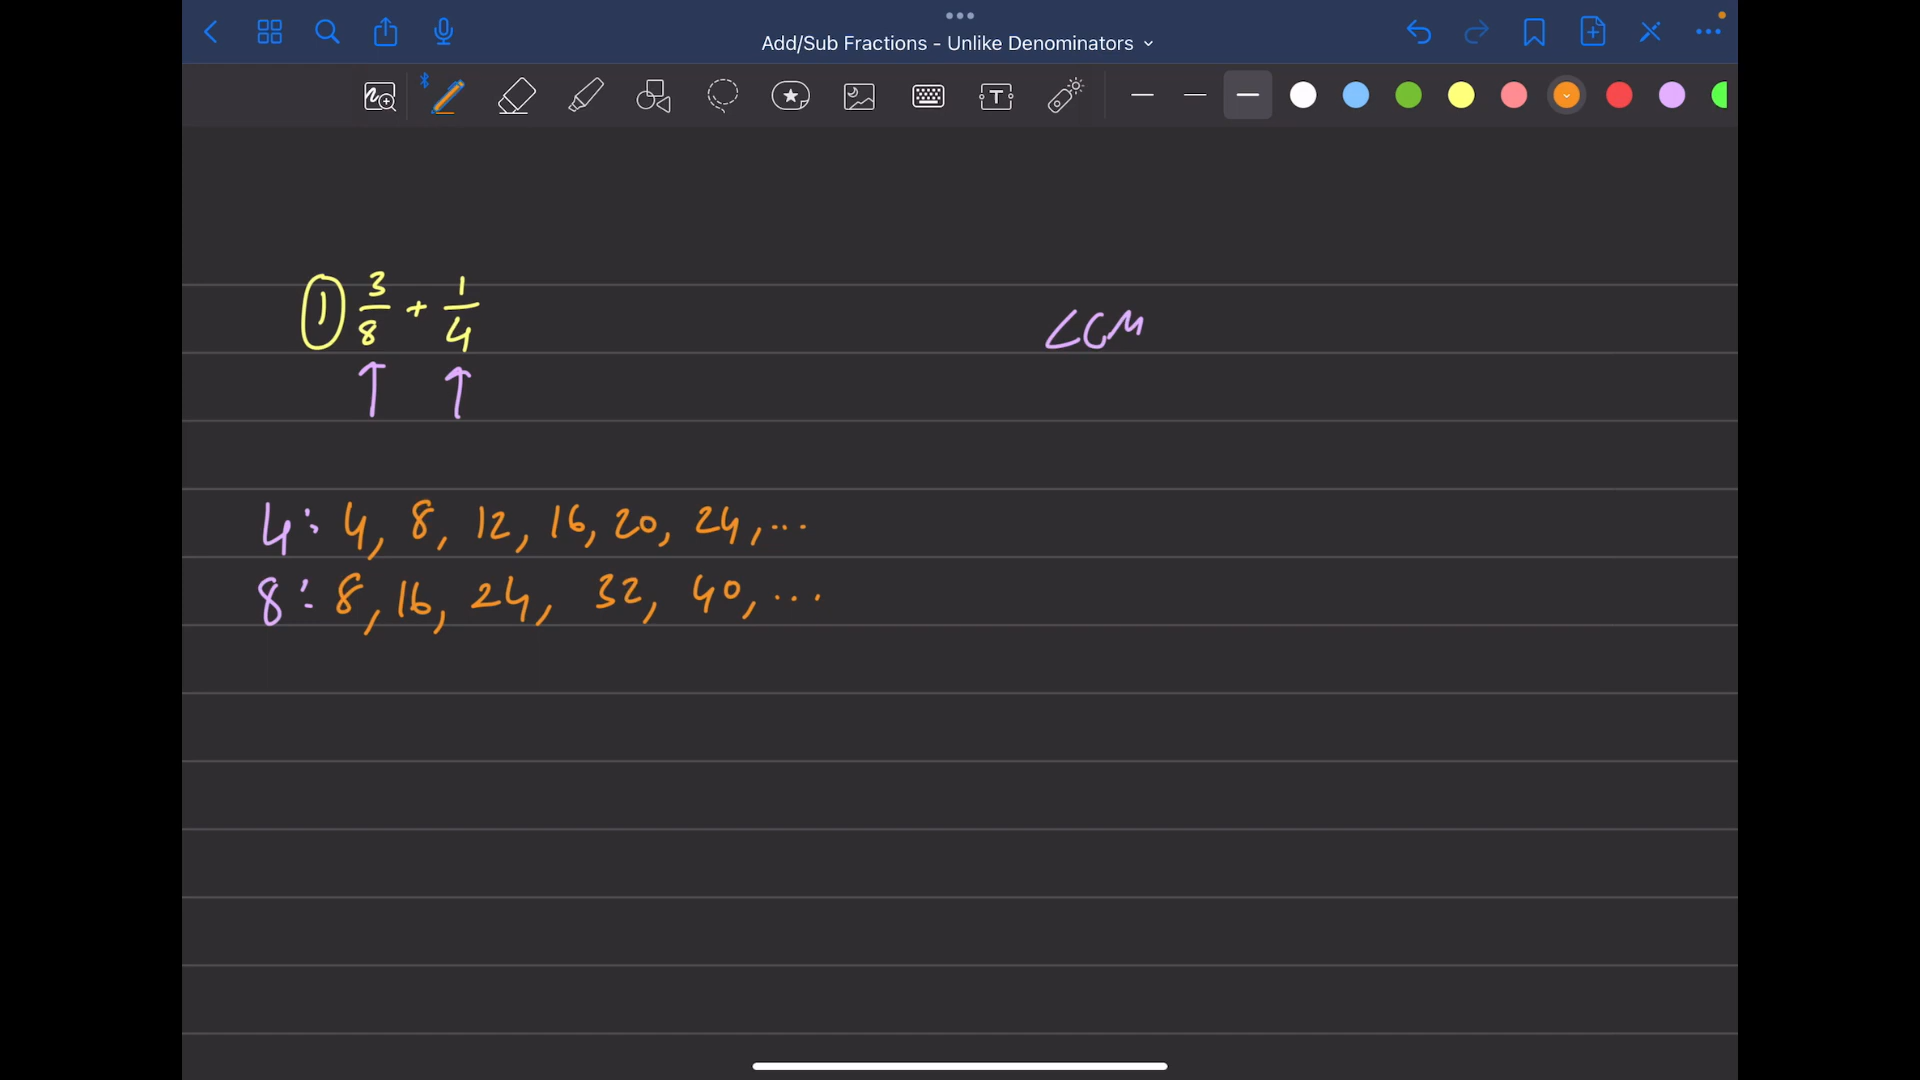 Add/Sub Fractions - Unlike Denominators
T
① 3/8 + 1/4
LCM
↑ ↑
4: 4, 8, 12, 16, 20, 24, ...
8: 8, 16, 24, 32, 40, ...